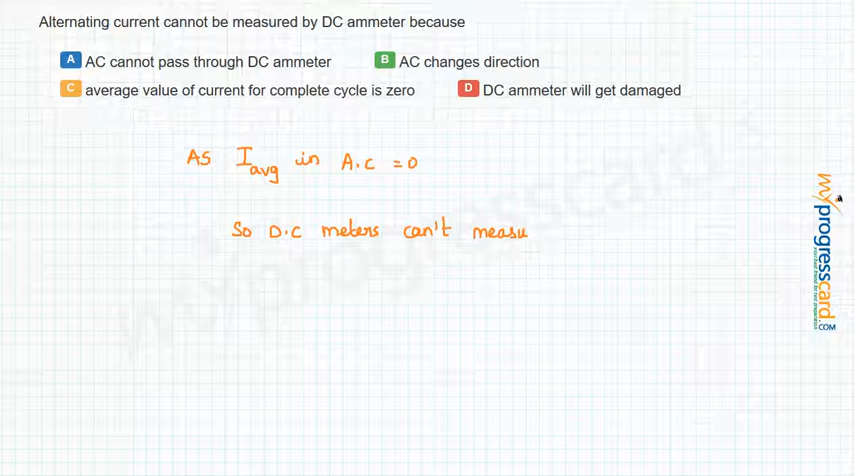 Alternating current cannot be measured by DC ammeter because
A AC cannot pass through DC ammeter B AC changes direction
C average value of current for complete cycle is zero D DC ammeter will get damaged
As I avg in A.C = 0
So D.C meters can't measu
myprogresscard
.COM